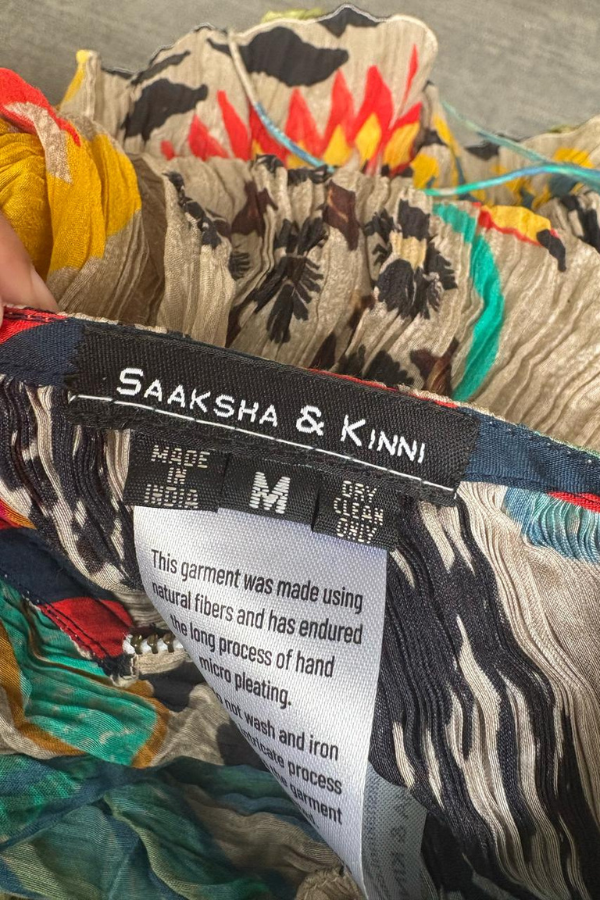 SAAKSHA & KINNI
MADE
IN
INDIA
M
DRY
CLEAN
ONLY
This garment was made using
natural fibers and has endured
the long process of hand
micro pleating.
not wash and iron
process
garment